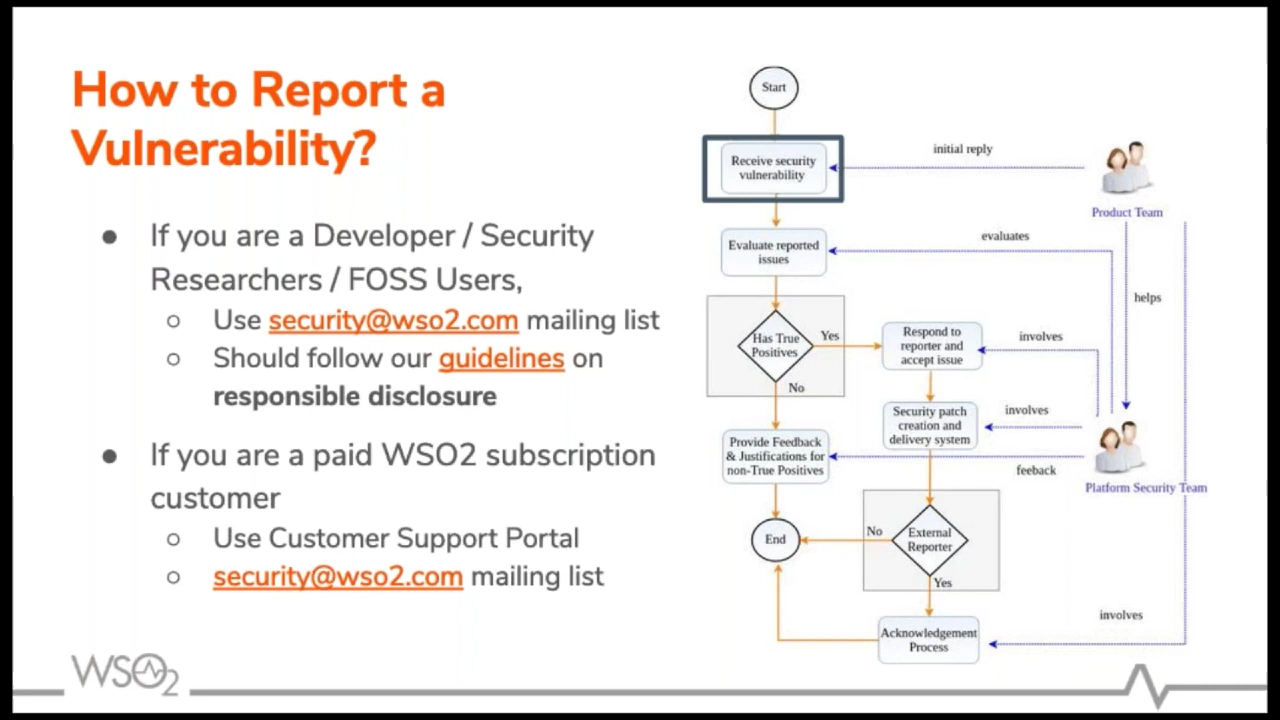 How to Report a
Vulnerability?
● If you are a Developer / Security
Researchers / FOSS Users,
○ Use security@wso2.com mailing list
○ Should follow our guidelines on
responsible disclosure
● If you are a paid WSO2 subscription
customer
○ Use Customer Support Portal
○ security@wso2.com mailing list
Start
Receive security
vulnerability
initial reply
Product Team
Evaluate reported
issues
evaluates
helps
Has True
Positives
Yes
No
Respond to
reporter and
accept issue
involves
Security patch
creation and
delivery system
involves
Provide Feedback
& Justifications for
non-True Positives
feeback
Platform Security Team
End
No
External
Reporter
Yes
Acknowledgement
Process
involves
WSO2